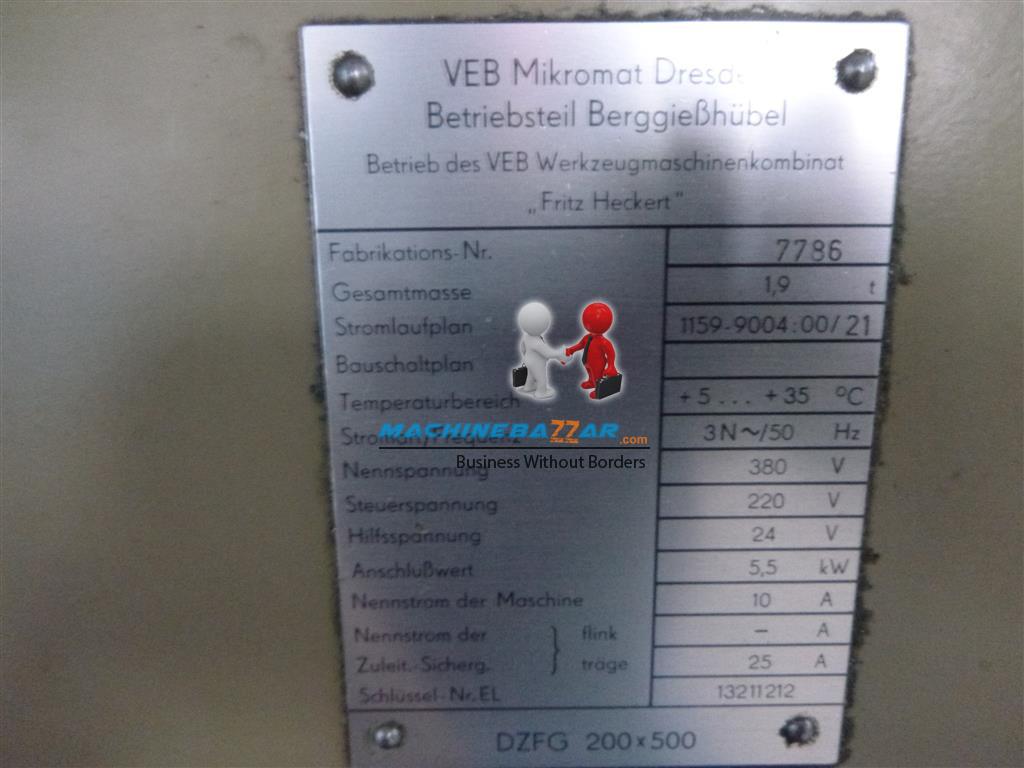 VEB Mikromat
Betriebsteil Berggießhübel
Betrieb des VEB Werkzeugmaschinenkombinat
„Fritz Heckert"
Fabrikations-Nr. 7786
Gesamtmasse 1,9 t
Stromlaufplan 1159-9004:00/21
Bauschaltplan
Temperaturbereich +5... +35 °C
3N~/50 Hz
Nennspannung 380 V
Steuerspannung 220 V
Hilfsspannung 24 V
Anschlußwert 5,5 kW
Nennstrom der Maschine 10 A
Nennstrom der } flink – A
Zuleit.-Sicherg. träge 25 A
Schlüssel-Nr. EL 13211212
DZFG 200×500
MACHINEBAZZAR.com
Business Without Borders